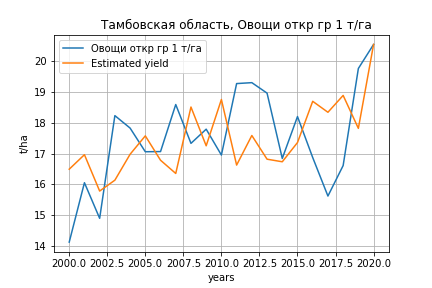 Тамбовская область, Овощи откр гр 1 т/га
Овощи откр гр 1 т/га
Estimated yield
t/ha
20
19
18
17
16
15
14
2000.0 2002.5 2005.0 2007.5 2010.0 2012.5 2015.0 2017.5 2020.0
years